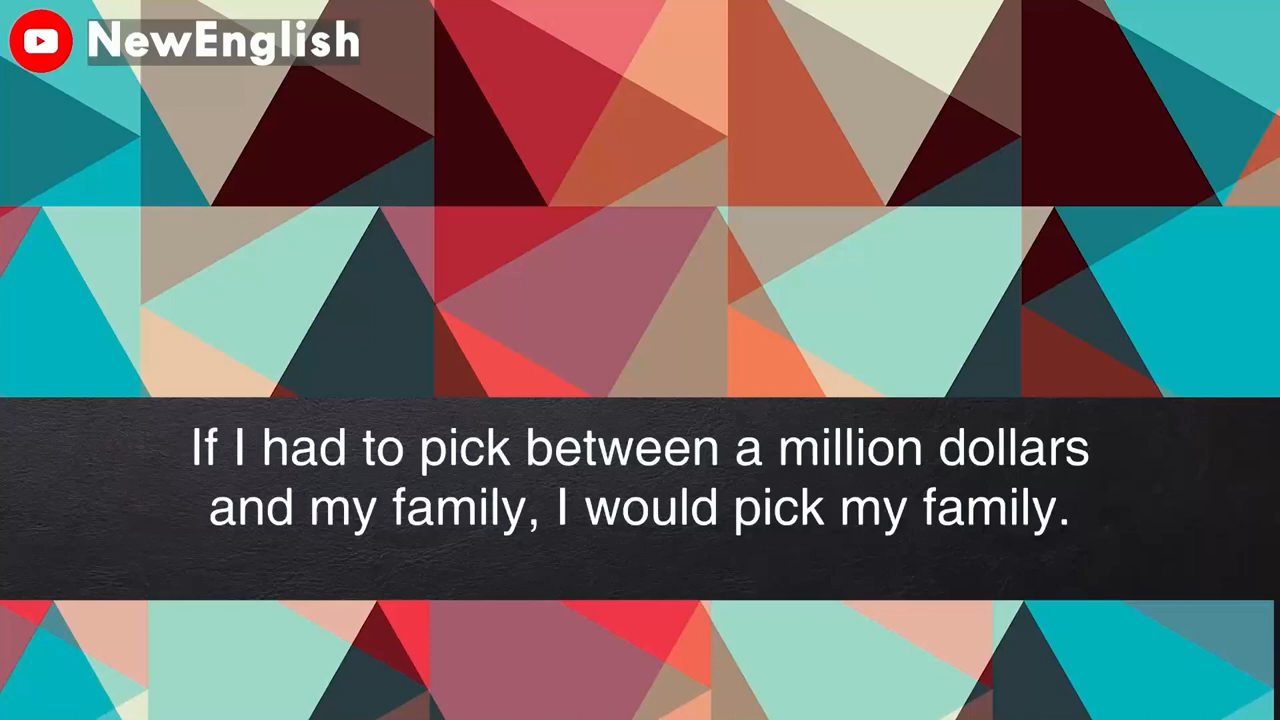 NewEnglish
If I had to pick between a million dollars
and my family, I would pick my family.